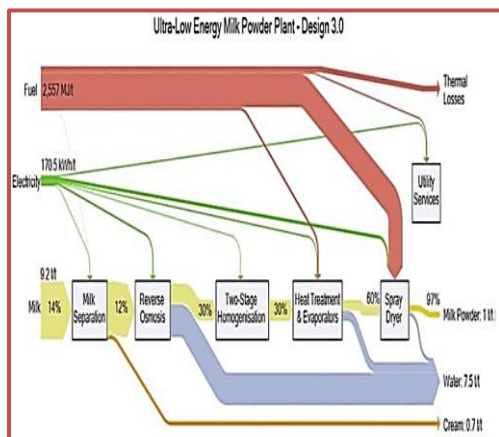 Ultra-Low Energy Milk Powder Plant - Design 3.0
Fuel
2,557 MJ/t
Thermal
Losses
170.5 kWh/t
Electricity
Utility
Services
9.2 t/t
Milk
14%
Milk
Separation
12%
Reverse
Osmosis
30%
Two-Stage
Homogenisation
30%
Heat Treatment
& Evaporators
60%
Spray
Dryer
97%
Milk Powder: 1 t/t
Water: 7.5 t/t
Cream: 0.7 t/t